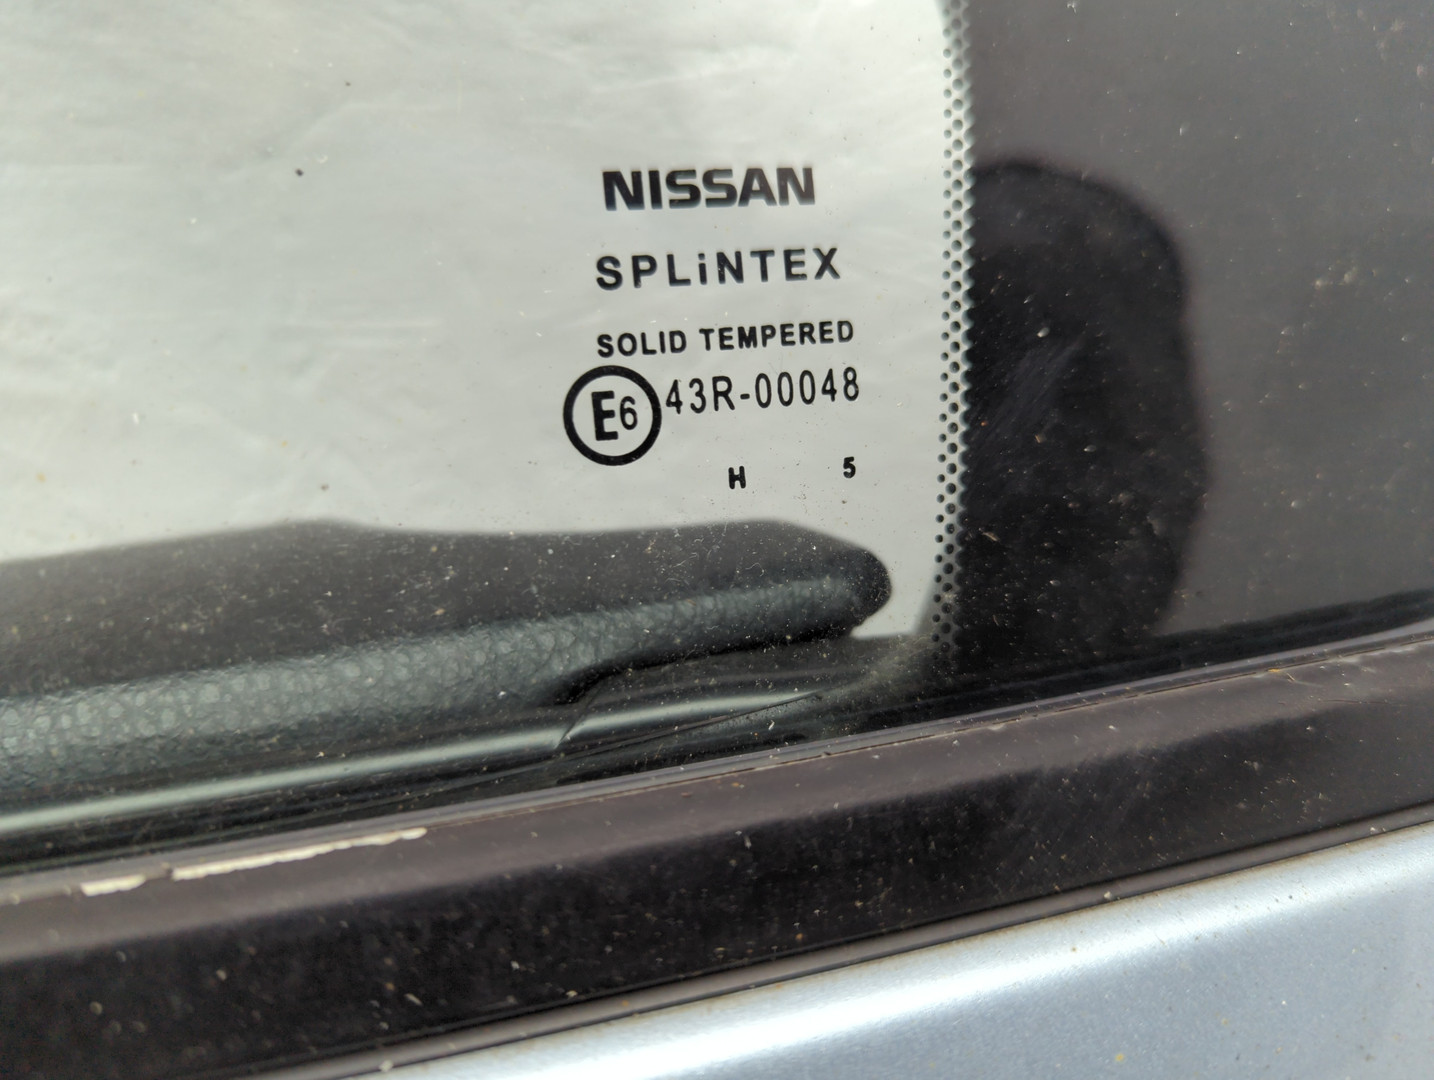 NISSAN
SPLiNTEX
SOLID TEMPERED
E6 43R-00048
H 5